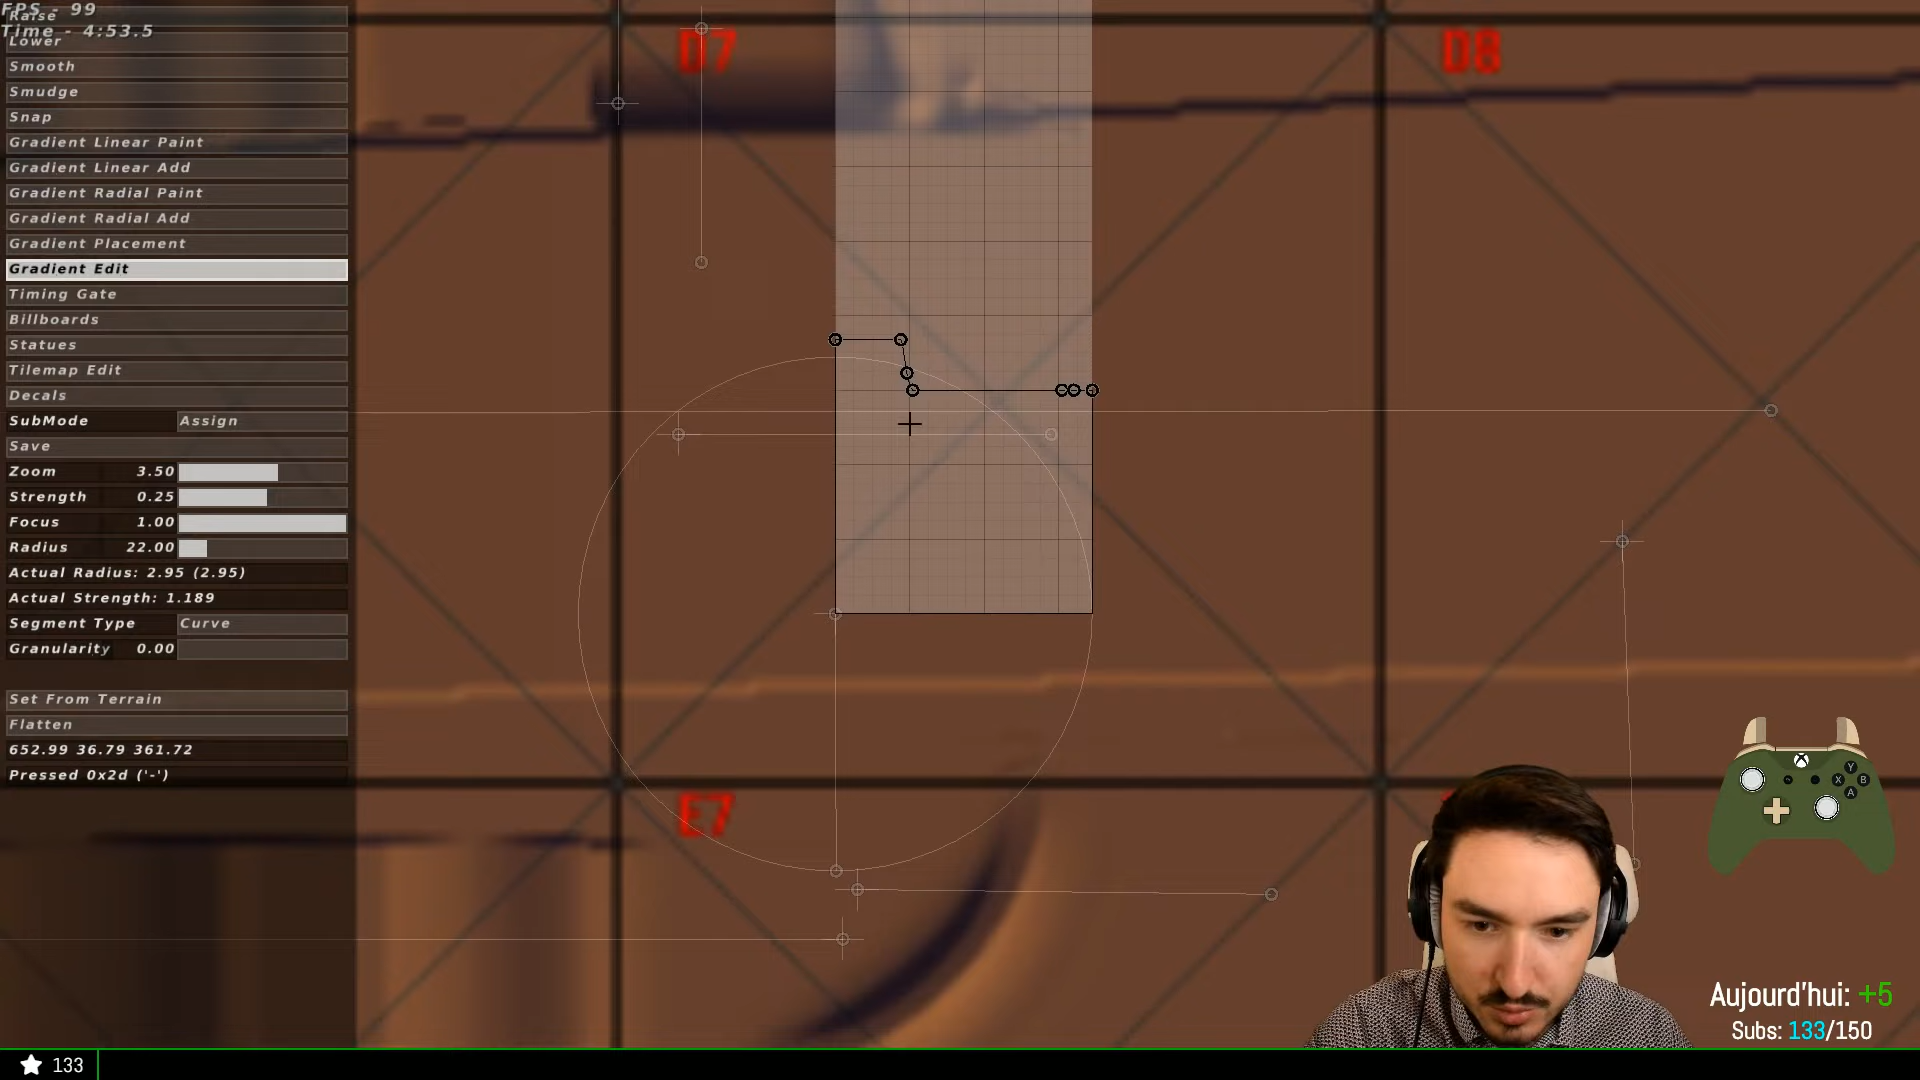 FPS - 99
Raise
Time - 4:53.5
Lower
Smooth
Smudge
Snap
Gradient Linear Paint
Gradient Linear Add
Gradient Radial Paint
Gradient Radial Add
Gradient Placement
Gradient Edit
Timing Gate
Billboards
Statues
Tilemap Edit
Decals
SubMode Assign
Save
Zoom 3.50
Strength 0.25
Focus 1.00
Radius 22.00
Actual Radius: 2.95 (2.95)
Actual Strength: 1.189
Segment Type Curve
Granularity 0.00
Set From Terrain
Flatten
652.99 36.79 361.72
Pressed 0x2d ('-')
D7
D8
E7
Y
X B
A
Aujourd'hui: +5
Subs: 133/150
133